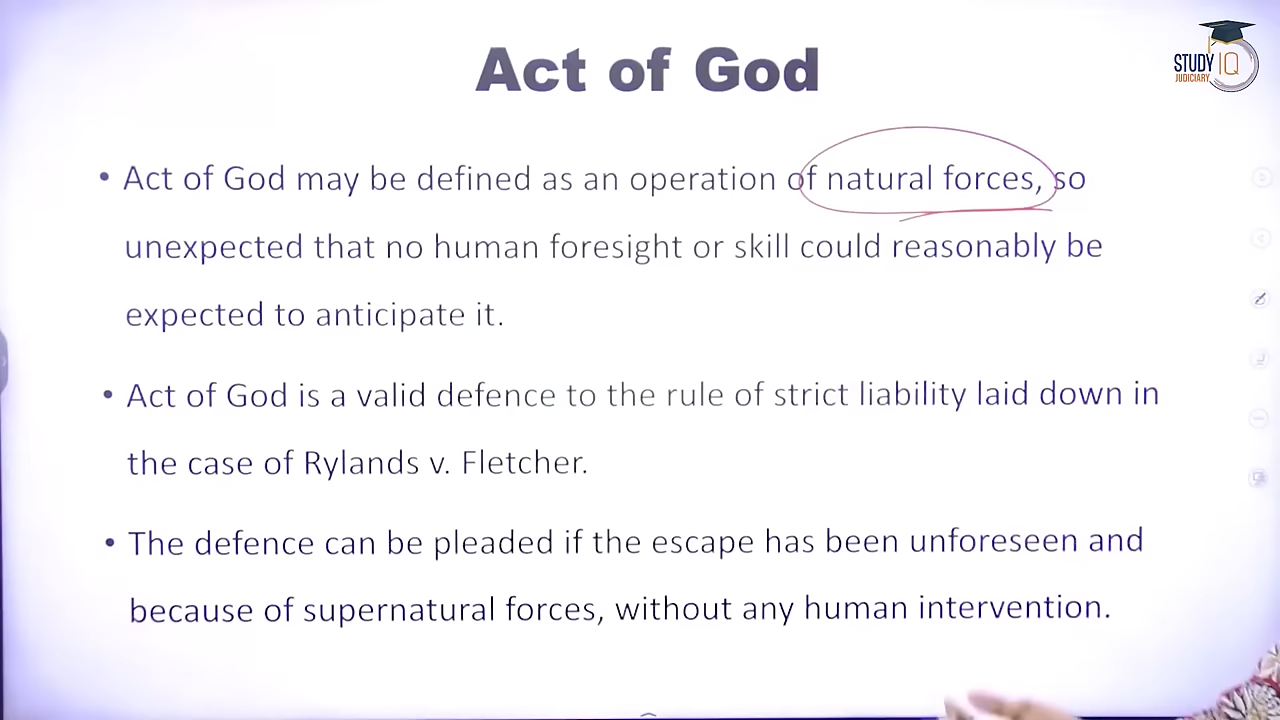 Act of God
STUDY IQ
JUDICIARY
• Act of God may be defined as an operation of natural forces, so
unexpected that no human foresight or skill could reasonably be
expected to anticipate it.
• Act of God is a valid defence to the rule of strict liability laid down in
the case of Rylands v. Fletcher.
• The defence can be pleaded if the escape has been unforeseen and
because of supernatural forces, without any human intervention.